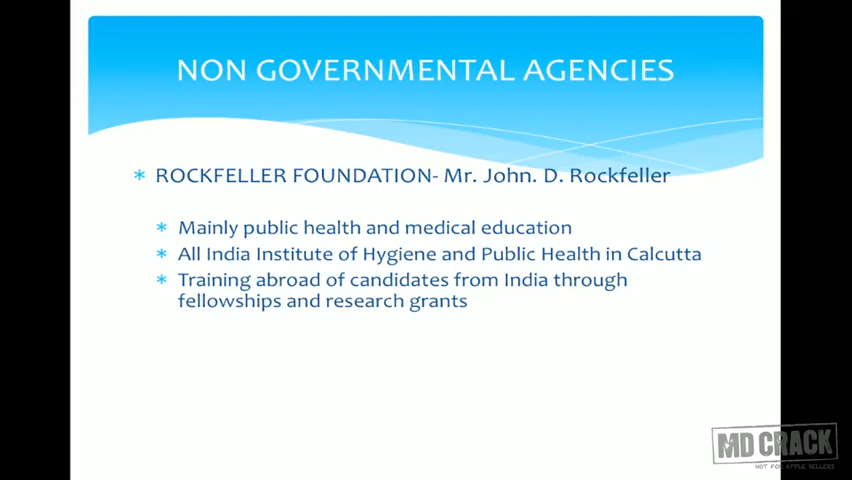 NON GOVERNMENTAL AGENCIES
* ROCKFELLER FOUNDATION- Mr. John. D. Rockfeller
* Mainly public health and medical education
* All India Institute of Hygiene and Public Health in Calcutta
* Training abroad of candidates from India through
fellowships and research grants
MD CRACK
NOT FOR APPLE SELLERS